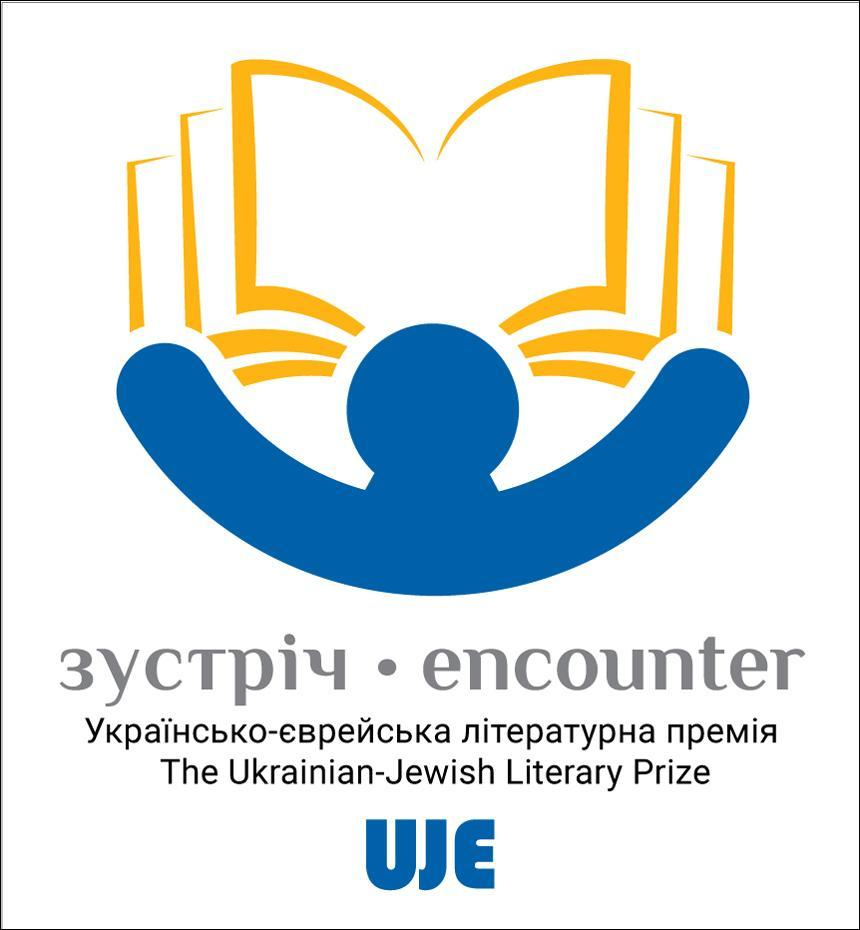 зустріч • encounter
Українсько-єврейська літературна премія
The Ukrainian-Jewish Literary Prize
UJE